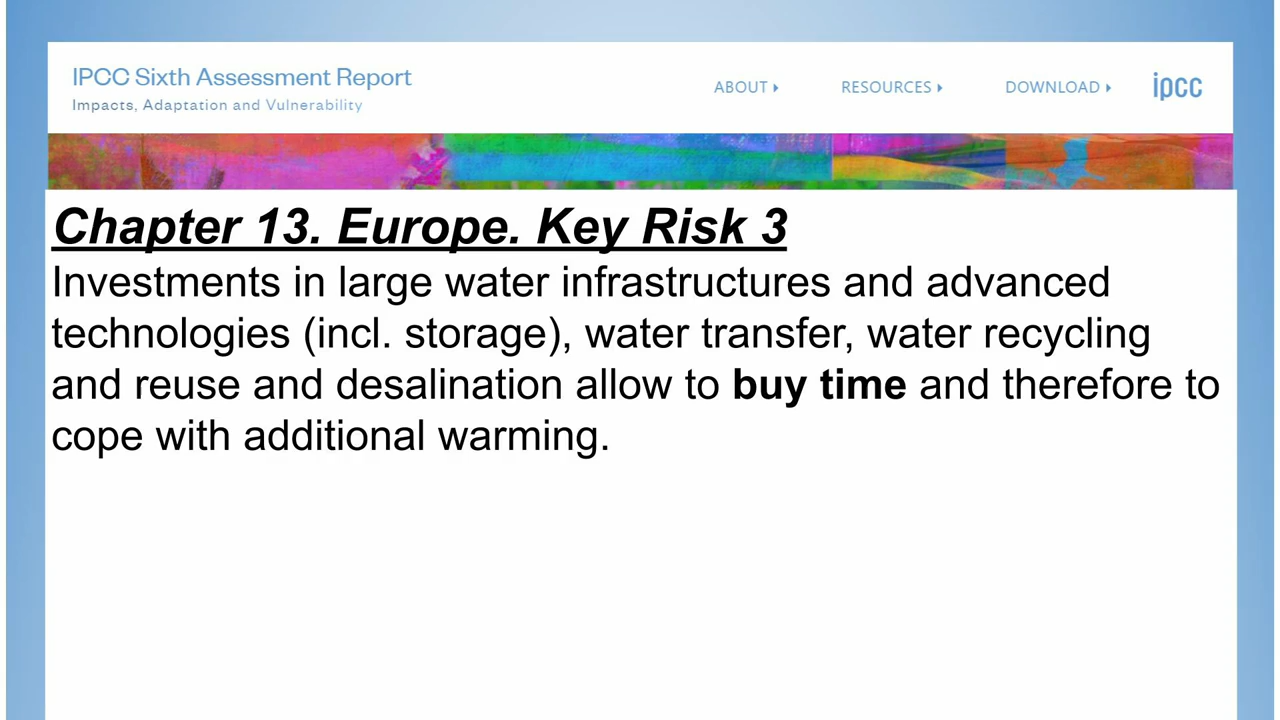 IPCC Sixth Assessment Report
Impacts, Adaptation and Vulnerability
ABOUT RESOURCES DOWNLOAD ipcc
Chapter 13. Europe. Key Risk 3
Investments in large water infrastructures and advanced
technologies (incl. storage), water transfer, water recycling
and reuse and desalination allow to buy time and therefore to
cope with additional warming.